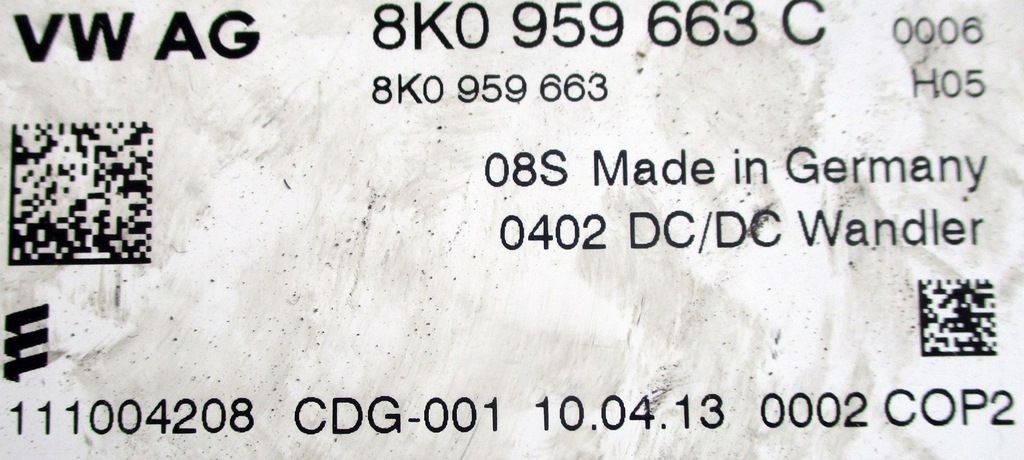 VW AG 8K0 959 663 C 0006
8K0 959 663 H05
08S Made in Germany
0402 DC/DC Wandler
111004208 CDG-001 10.04.13 0002 COP2